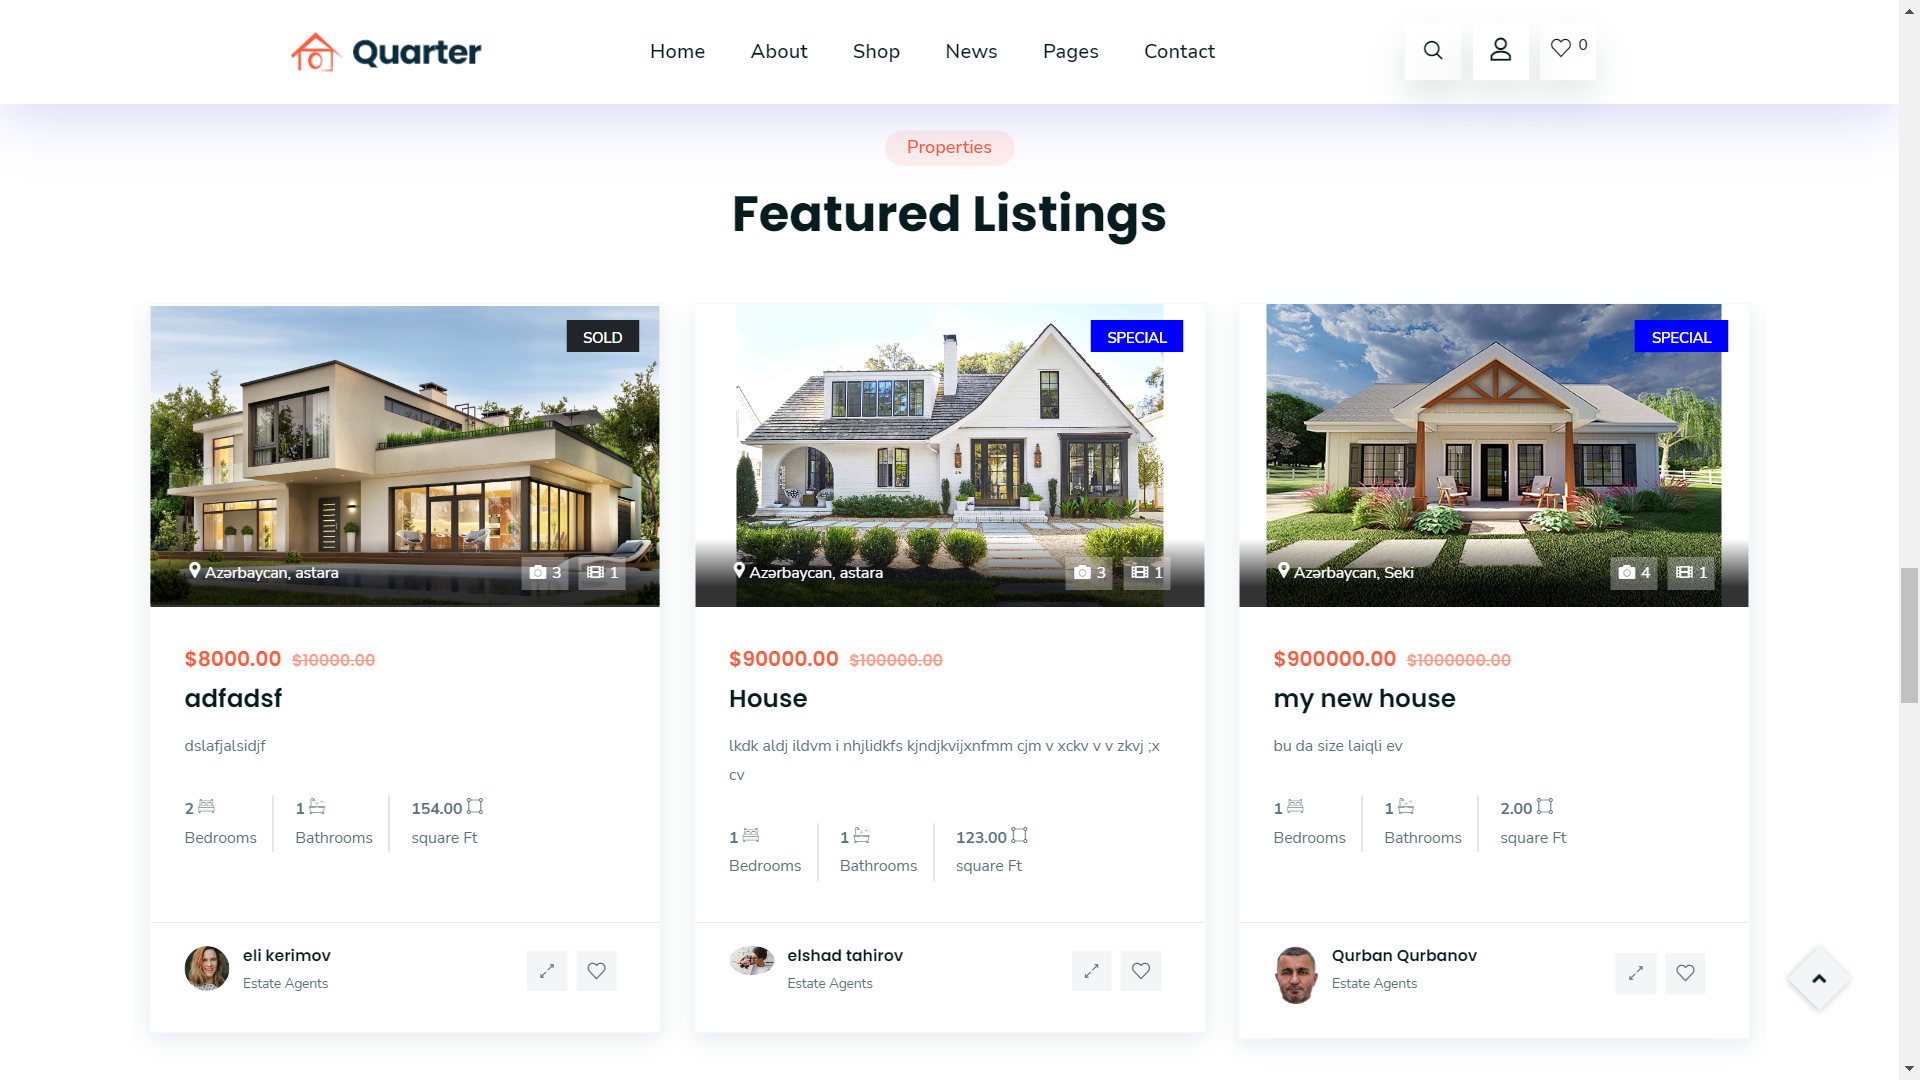 Quarter
Home About Shop News Pages Contact
0
Properties
Featured Listings
SOLD
Azərbaycan, astara
3 1
$8000.00 $10000.00
adfadsf
dslafjalsidjf
2 1 154.00
Bedrooms Bathrooms square Ft
eli kerimov
Estate Agents
SPECIAL
Azərbaycan, astara
3 1
$90000.00 $100000.00
House
lkdk aldj ildvm i nhjlidkfs kjndjkvijxnfmm cjm v xckv v v zkvj ;x
cv
1 1 123.00
Bedrooms Bathrooms square Ft
elshad tahirov
Estate Agents
SPECIAL
Azərbaycan, Seki
4 1
$900000.00 $1000000.00
my new house
bu da size laiqli ev
1 1 2.00
Bedrooms Bathrooms square Ft
Qurban Qurbanov
Estate Agents